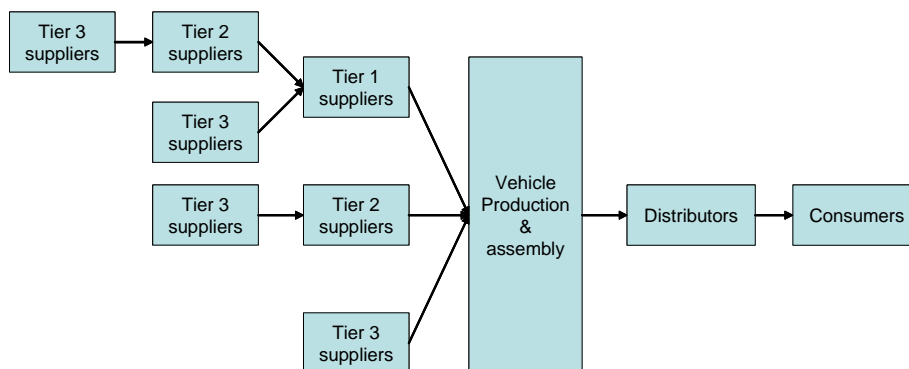 Tier 3
suppliers
Tier 2
suppliers
Tier 1
suppliers
Tier 3
suppliers
Tier 3
suppliers
Tier 2
suppliers
Tier 3
suppliers
Vehicle
Production
&
assembly
Distributors
Consumers